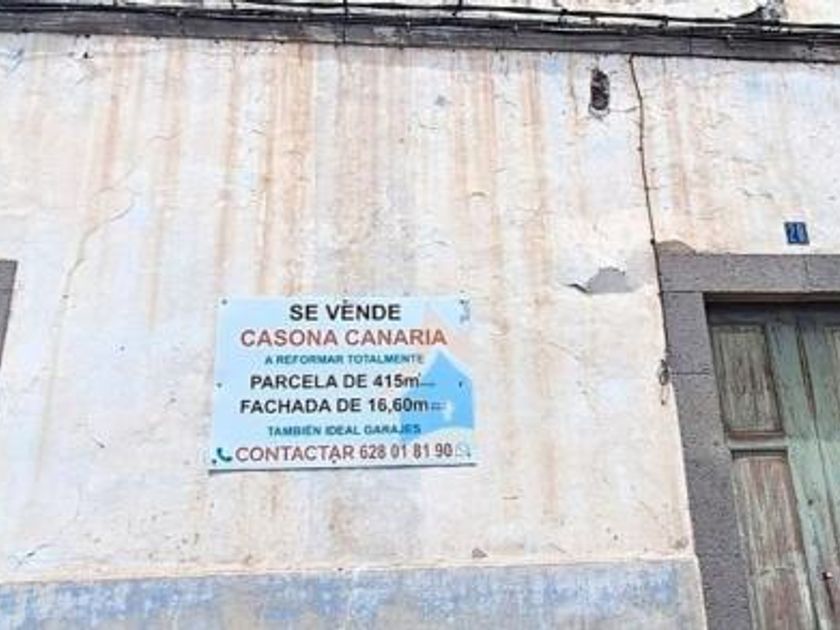 SE VENDE
CASONA CANARIA
A REFORMAR TOTALMENTE
PARCELA DE 415m
FACHADA DE 16,60m
TAMBIÉN IDEAL GARAJES
CONTACTAR 628 01 81 90